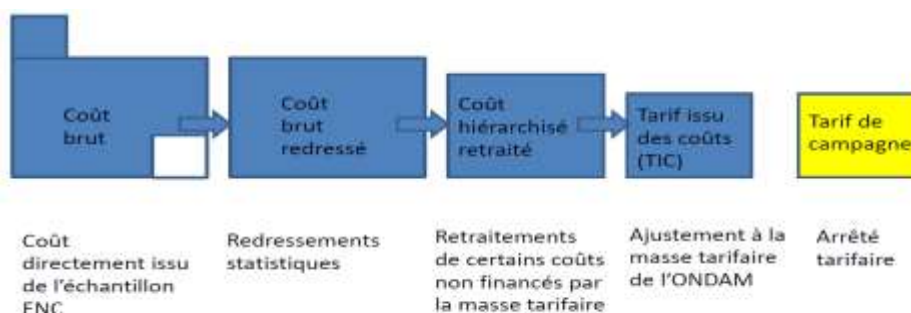 Coût
brut
Coût
brut
redressé
Coût
hiérarchisé
retraité
Tarif issu
des coûts
(TIC)
Tarif de
campagne
Coût
directement issu
de l'échantillon
ENC
Redressements
statistiques
Retraitements
de certains coûts
non financés par
la masse tarifaire
Ajustement à la
masse tarifaire
de l'ONDAM
Arrêté
tarifaire